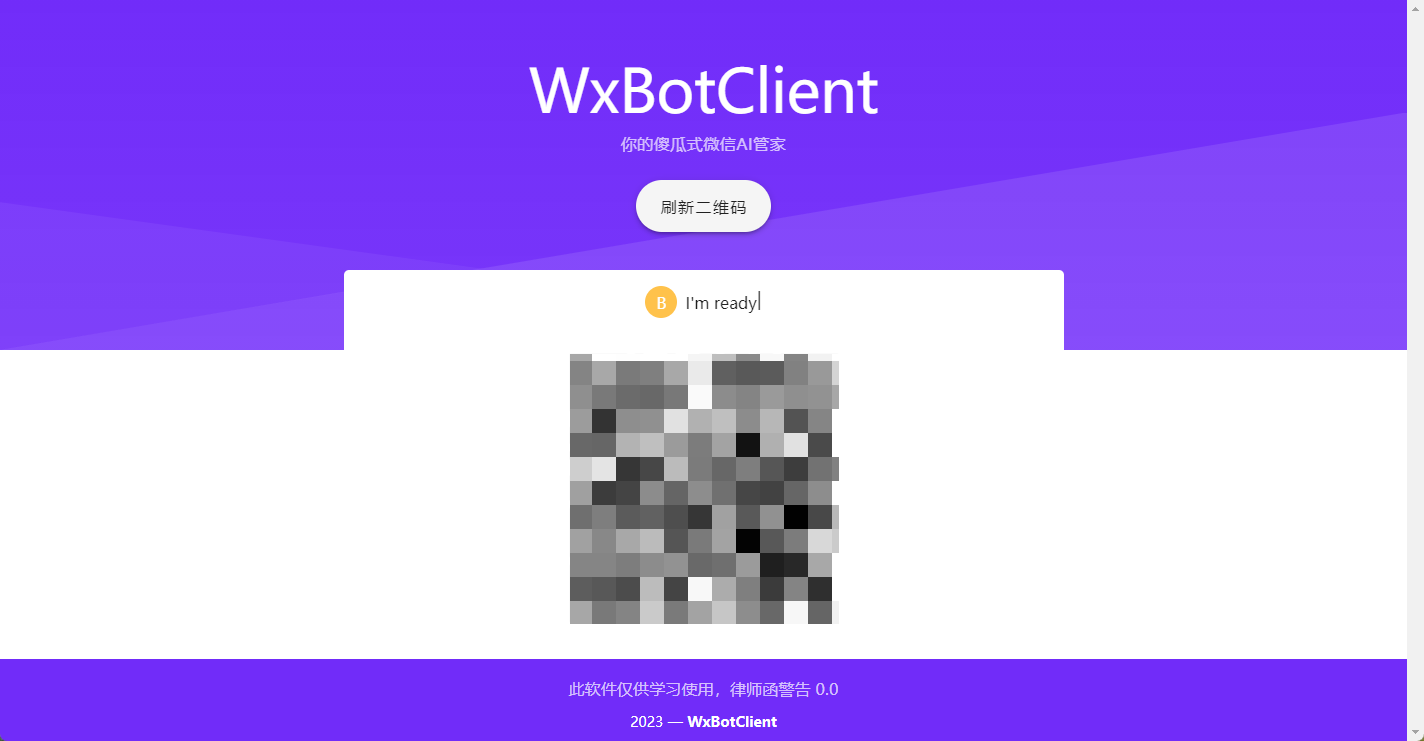 WxBotClient
你的傻瓜式微信AI管家
刷新二维码
B I'm ready
此软件仅供学习使用，律师函警告 0.0
2023 — WxBotClient